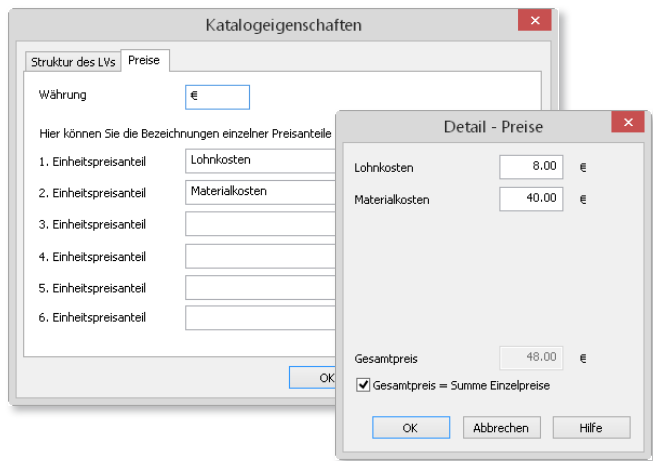 Katalogeigenschaften
Struktur des LVs Preise
Währung €
Hier können Sie die Bezeichnungen einzelner Preisanteile
1. Einheitspreisanteil Lohnkosten
2. Einheitspreisanteil Materialkosten
3. Einheitspreisanteil
4. Einheitspreisanteil
5. Einheitspreisanteil
6. Einheitspreisanteil
OK
Detail - Preise
Lohnkosten 8.00 €
Materialkosten 40.00 €
Gesamtpreis 48.00 €
Gesamtpreis = Summe Einzelpreise
OK Abbrechen Hilfe